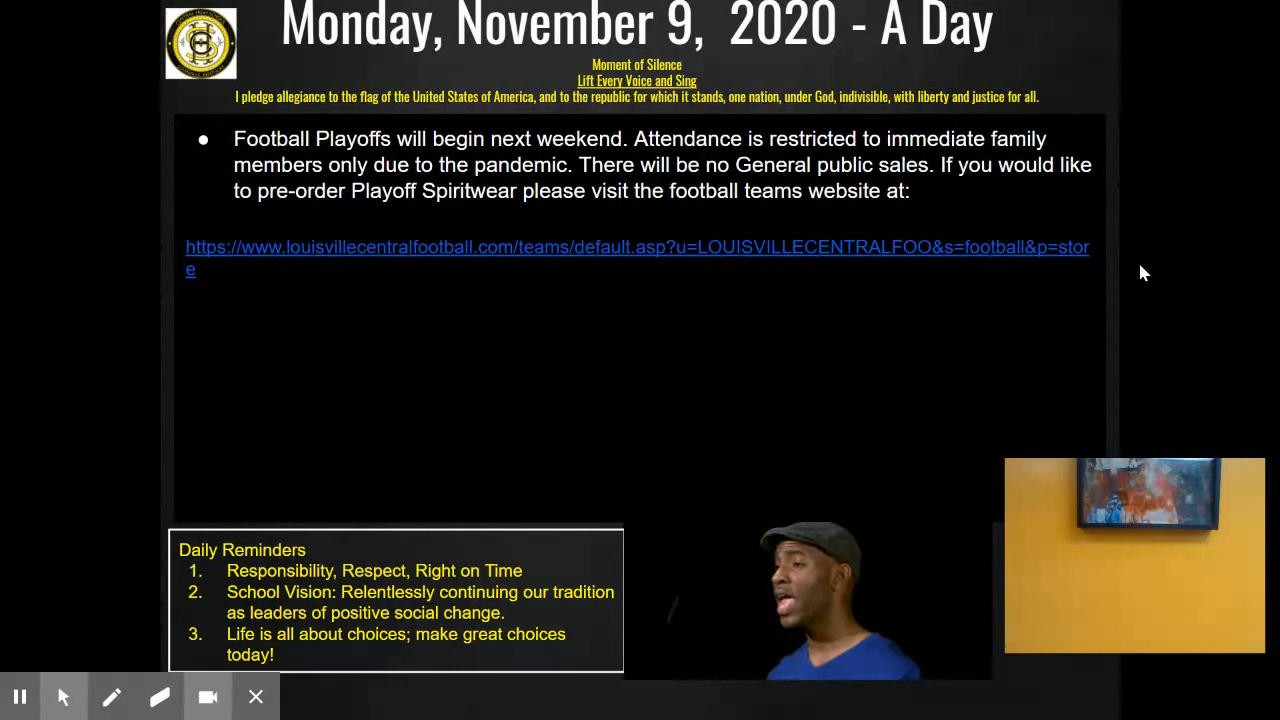 Monday, November 9, 2020 - A Day
Moment of Silence
Lift Every Voice and Sing
I pledge allegiance to the flag of the United States of America, and to the republic for which it stands, one nation, under God, indivisible, with liberty and justice for all.
● Football Playoffs will begin next weekend. Attendance is restricted to immediate family
members only due to the pandemic. There will be no General public sales. If you would like
to pre-order Playoff Spiritwear please visit the football teams website at:
https://www.louisvillecentralfootball.com/teams/default.asp?u=LOUISVILLECENTRALFOO&s=football&p=stor
e
Daily Reminders
1. Responsibility, Respect, Right on Time
2. School Vision: Relentlessly continuing our tradition
as leaders of positive social change.
3. Life is all about choices; make great choices
today!